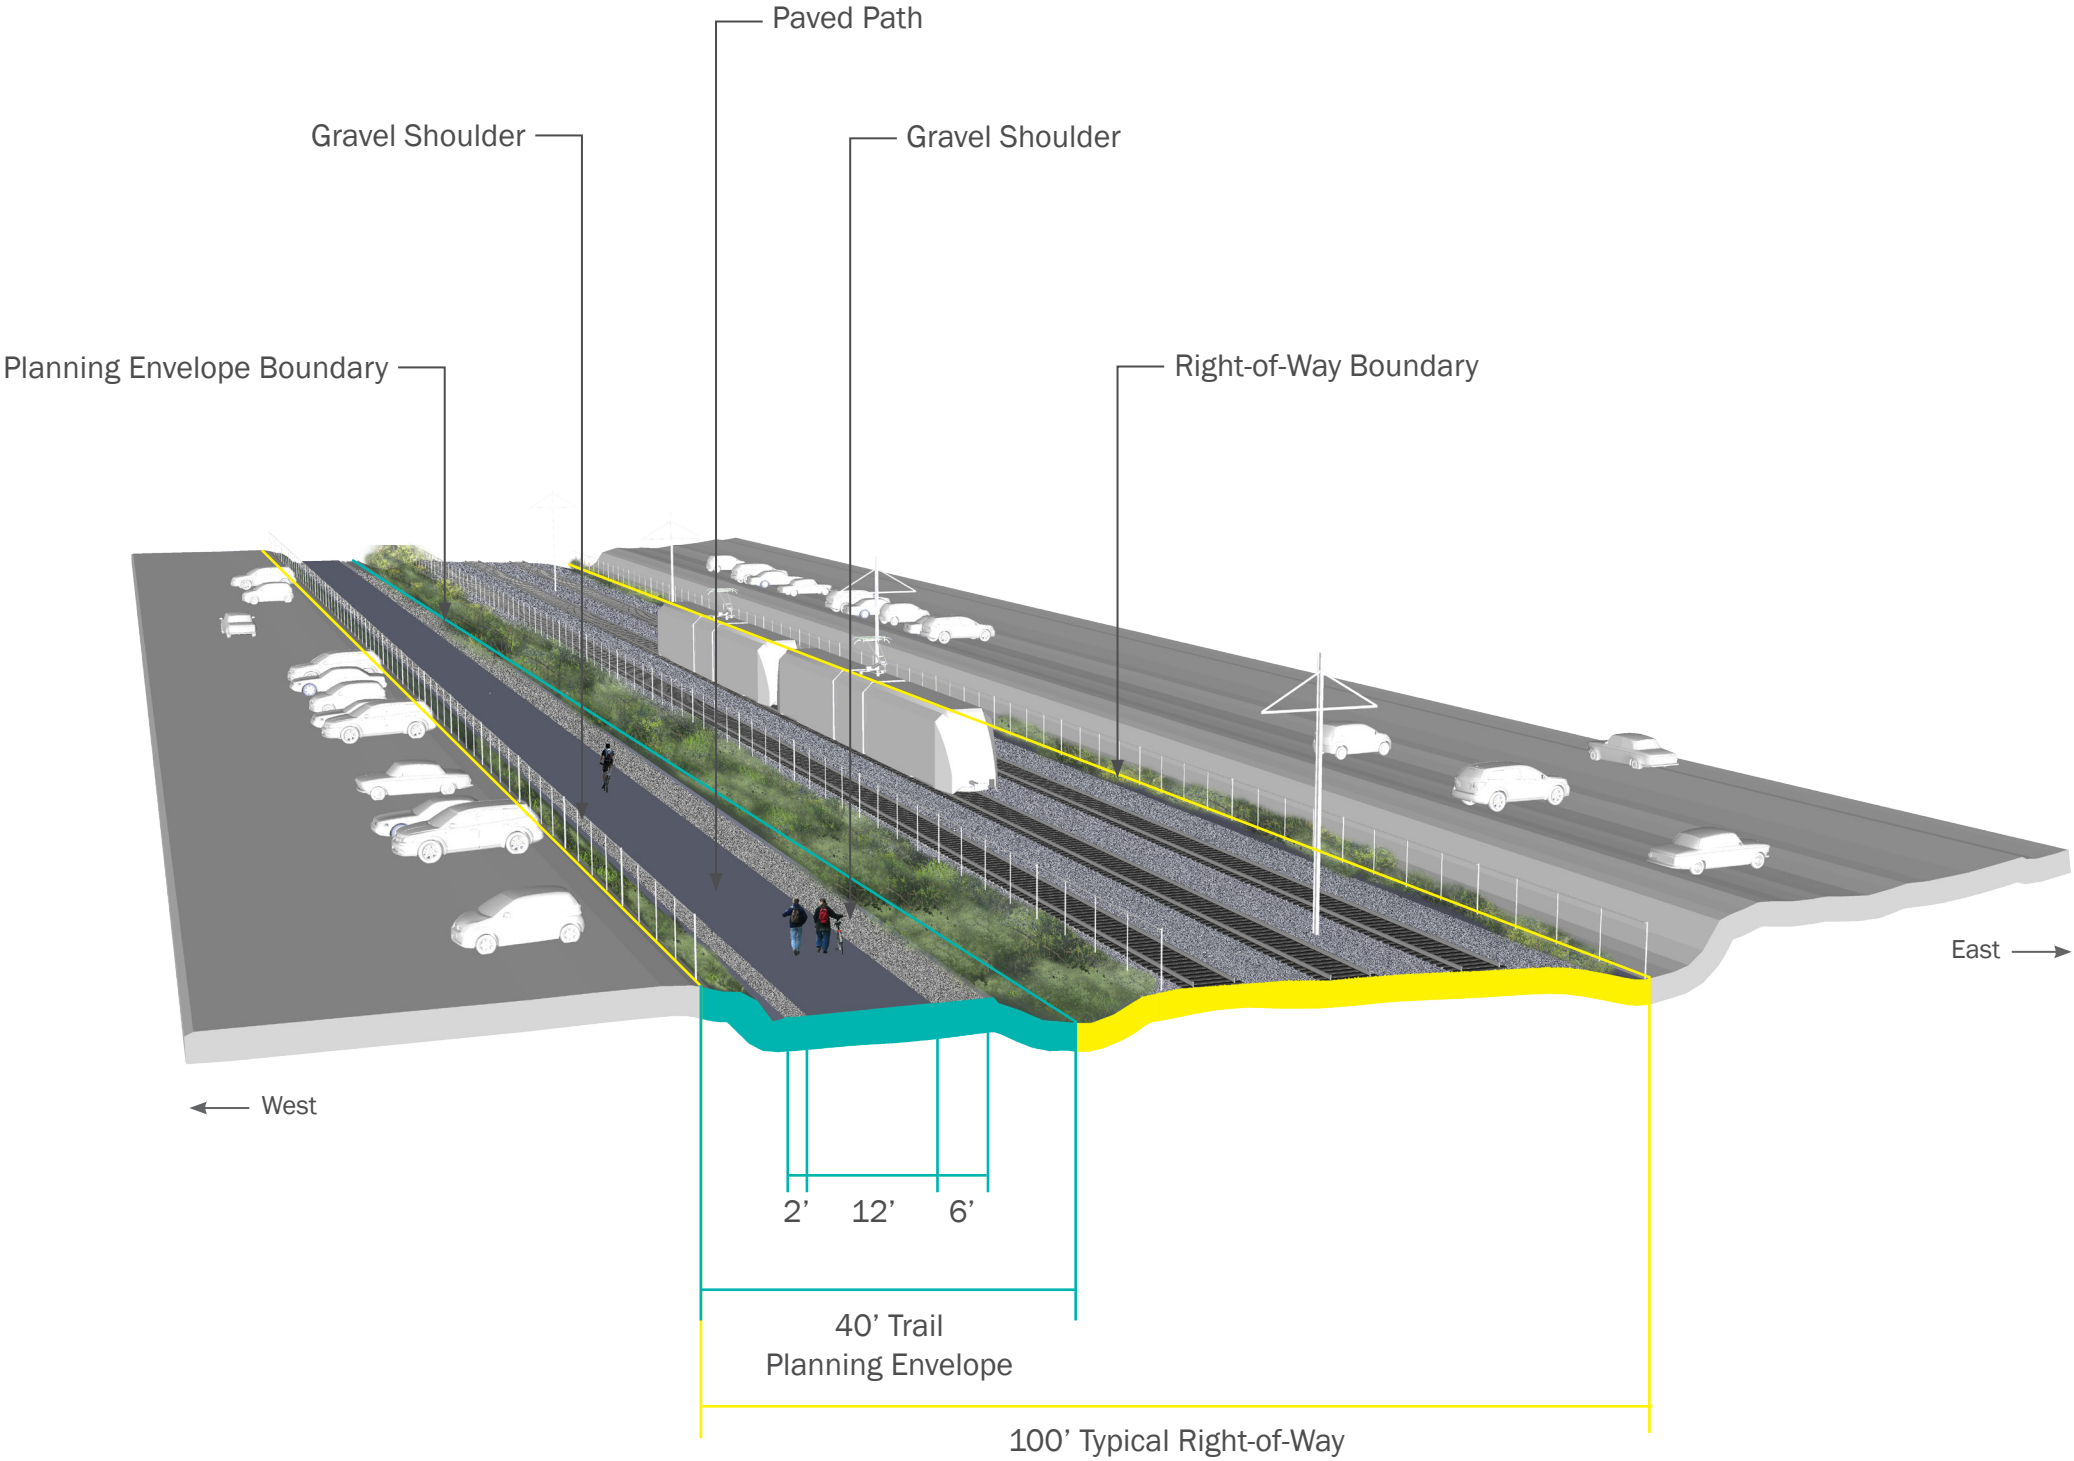 Paved Path
Gravel Shoulder
Gravel Shoulder
Planning Envelope Boundary
Right-of-Way Boundary
East
West
2’
12’
6’
40’ Trail
Planning Envelope
100’ Typical Right-of-Way